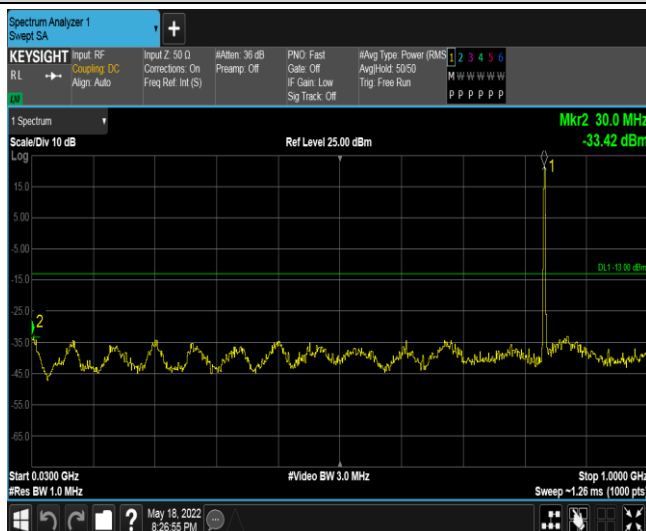 Spectrum Analyzer 1
Swept SA
KEYSIGHT
RL
Input: RF
Coupling: DC
Align: Auto
Input Z: 50 Ω
Corrections: On
Freq Ref: Int (S)
#Atten: 36 dB
Preamp: Off
PNO: Fast
Gate: Off
IF Gain: Low
Sig Track: Off
#Avg Type: Power (RMS
Avg|Hold: 50/50
Trig: Free Run
1 2 3 4 5 6
M W W W W W
P P P P P P
1 Spectrum
Scale/Div 10 dB
Ref Level 25.00 dBm
Mkr2 30.0 MHz
-33.42 dBm
Log
15.0
5.00
-5.00
-15.0
-25.0
-35.0
-45.0
-55.0
-65.0
1
DL1 -13.00 dBm
2
Start 0.0300 GHz
#Video BW 3.0 MHz
Stop 1.0000 GHz
#Res BW 1.0 MHz
Sweep ~1.26 ms (1000 pts)
?
May 18, 2022
8:26:55 PM